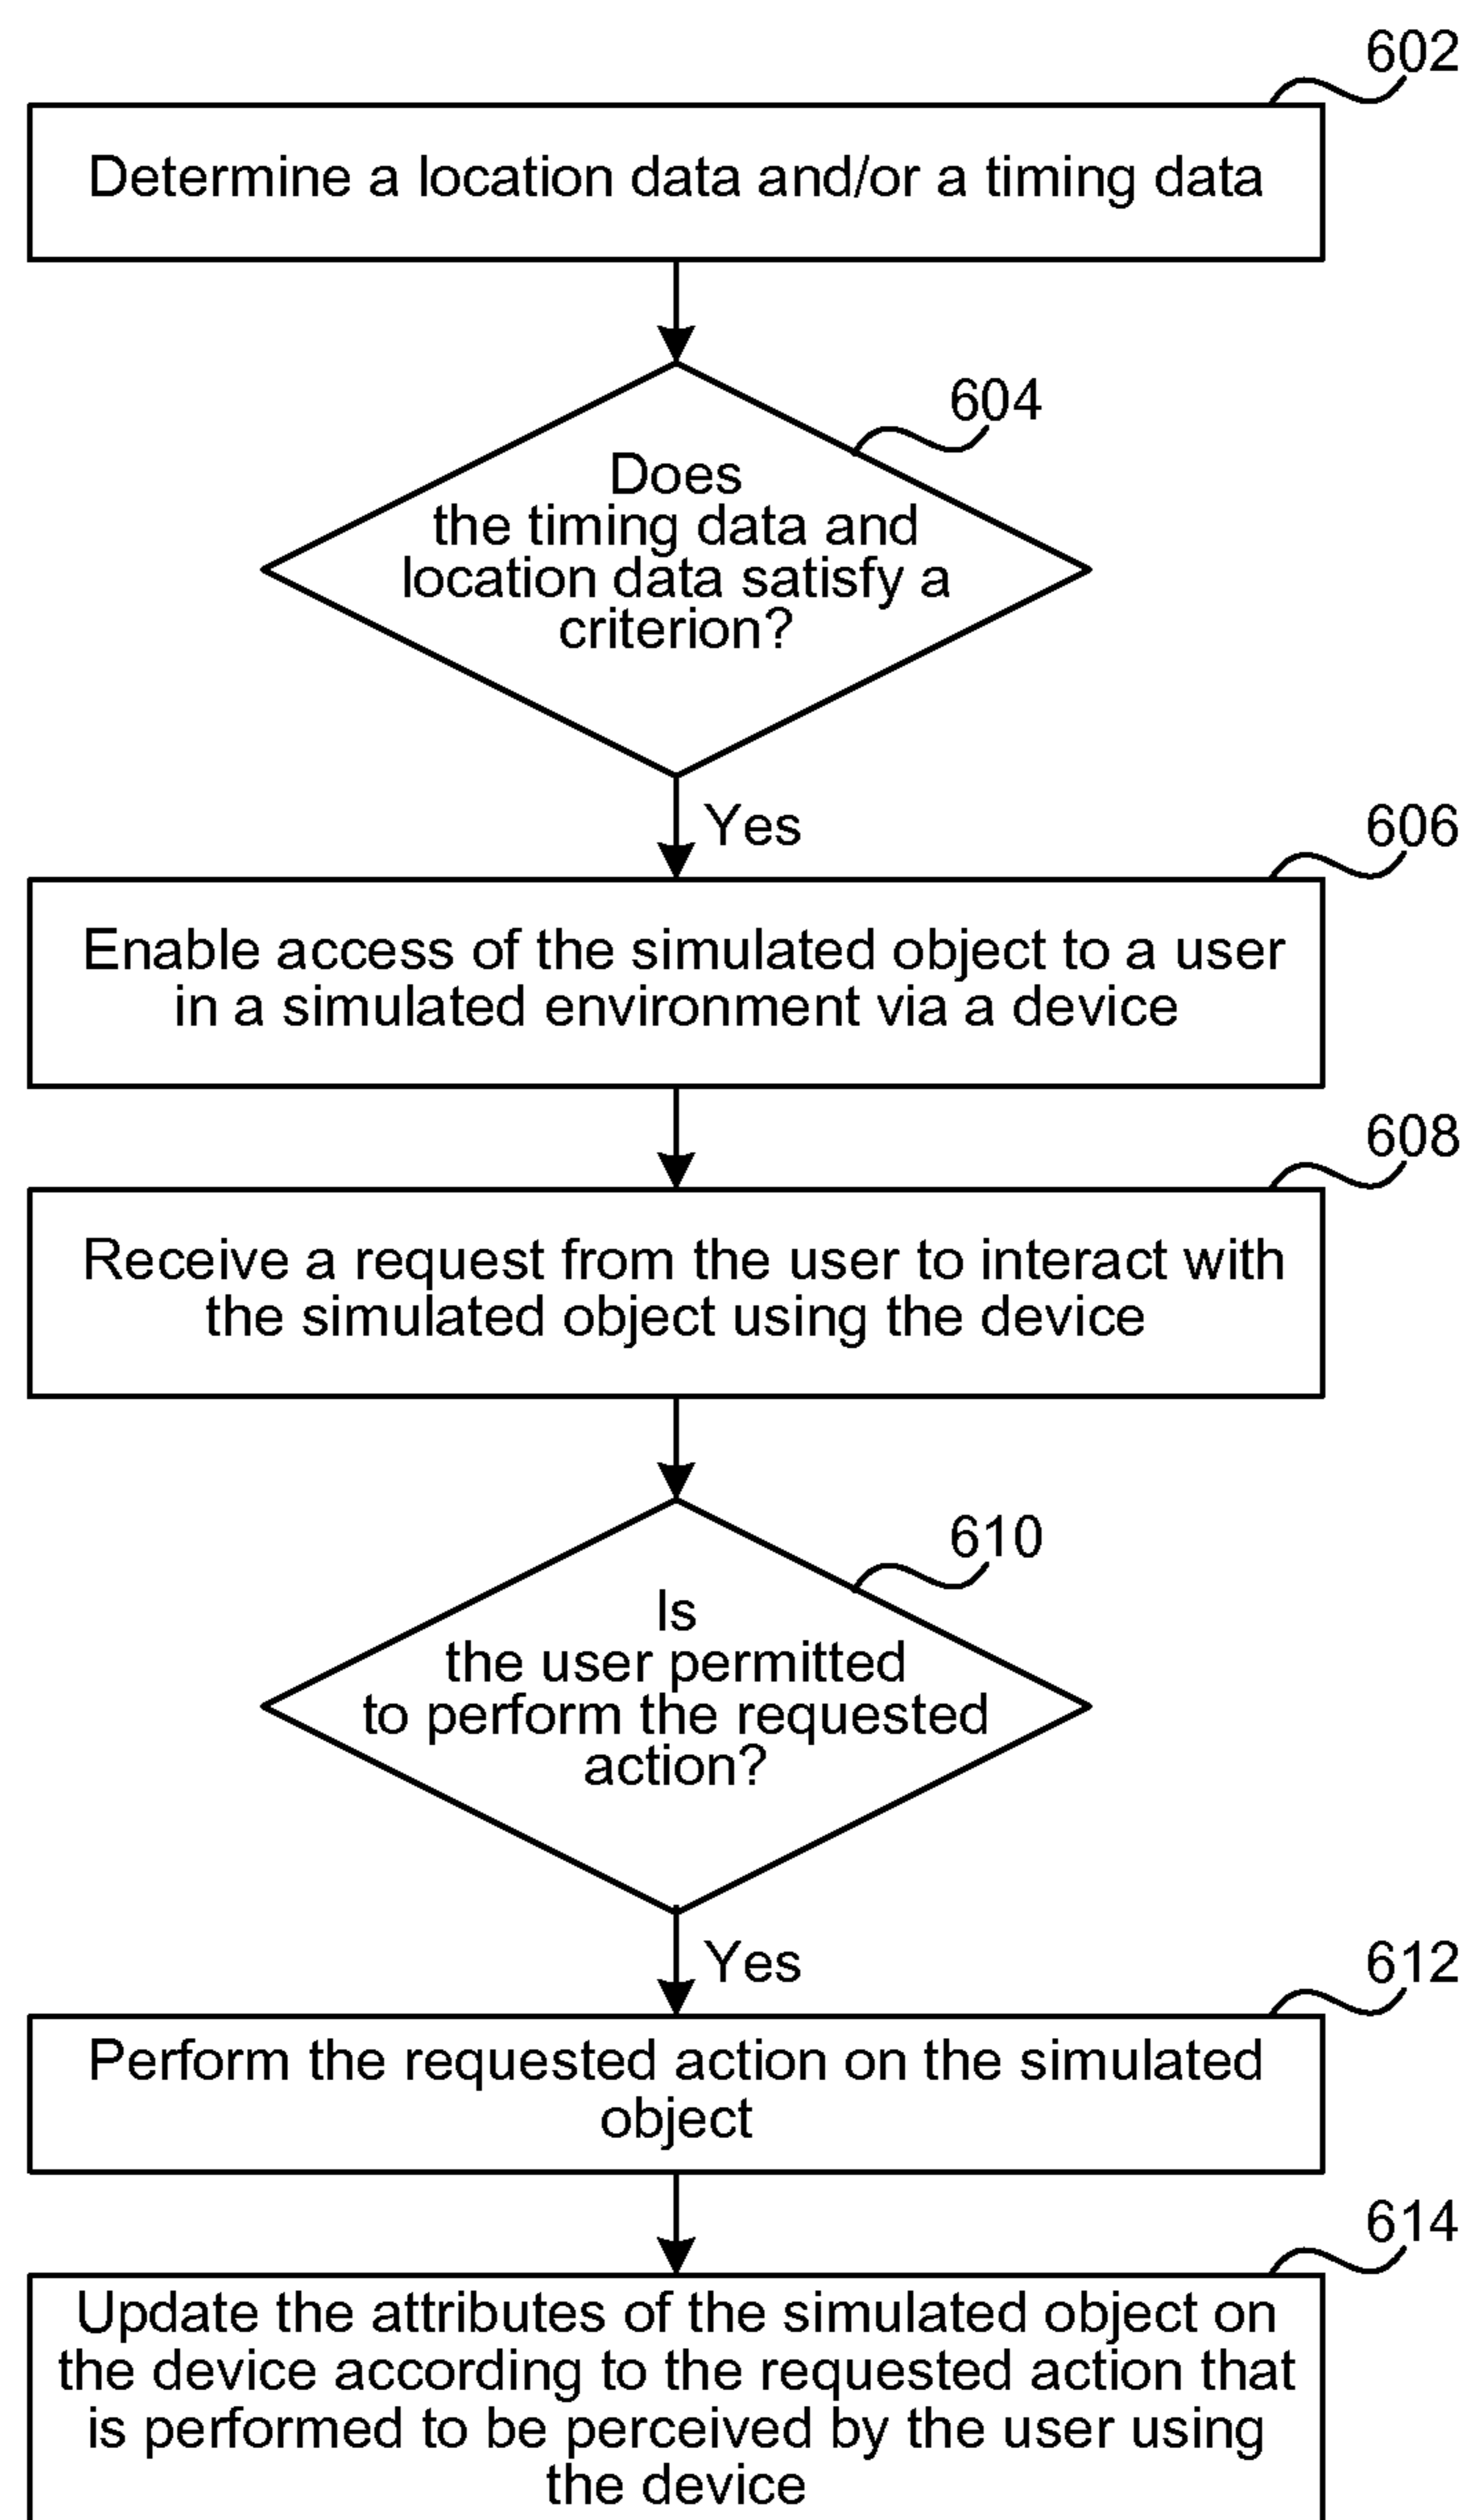 602
Determine a location data and/or a timing data
604
Does
the timing data and
location data satisfy a
criterion?
Yes
606
Enable access of the simulated object to a user
in a simulated environment via a device
608
Receive a request from the user to interact with
the simulated object using the device
610
Is
the user permitted
to perform the requested
action?
Yes
612
Perform the requested action on the simulated
object
614
Update the attributes of the simulated object on
the device according to the requested action that
is performed to be perceived by the user using
the device